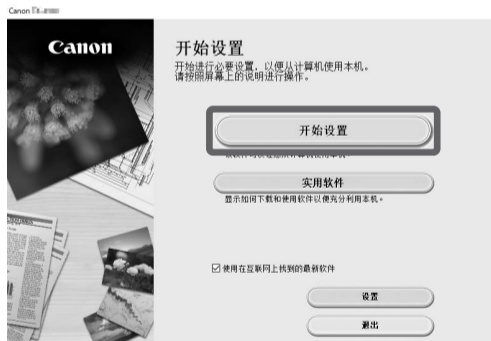 Canon
Canon
开始设置
开始进行必要设置，以便从计算机使用本机。
请按照屏幕上的说明进行操作。
开始设置
实用软件
显示如何下载和使用软件以便充分利用本机。
使用在互联网上找到的最新软件
设置
退出